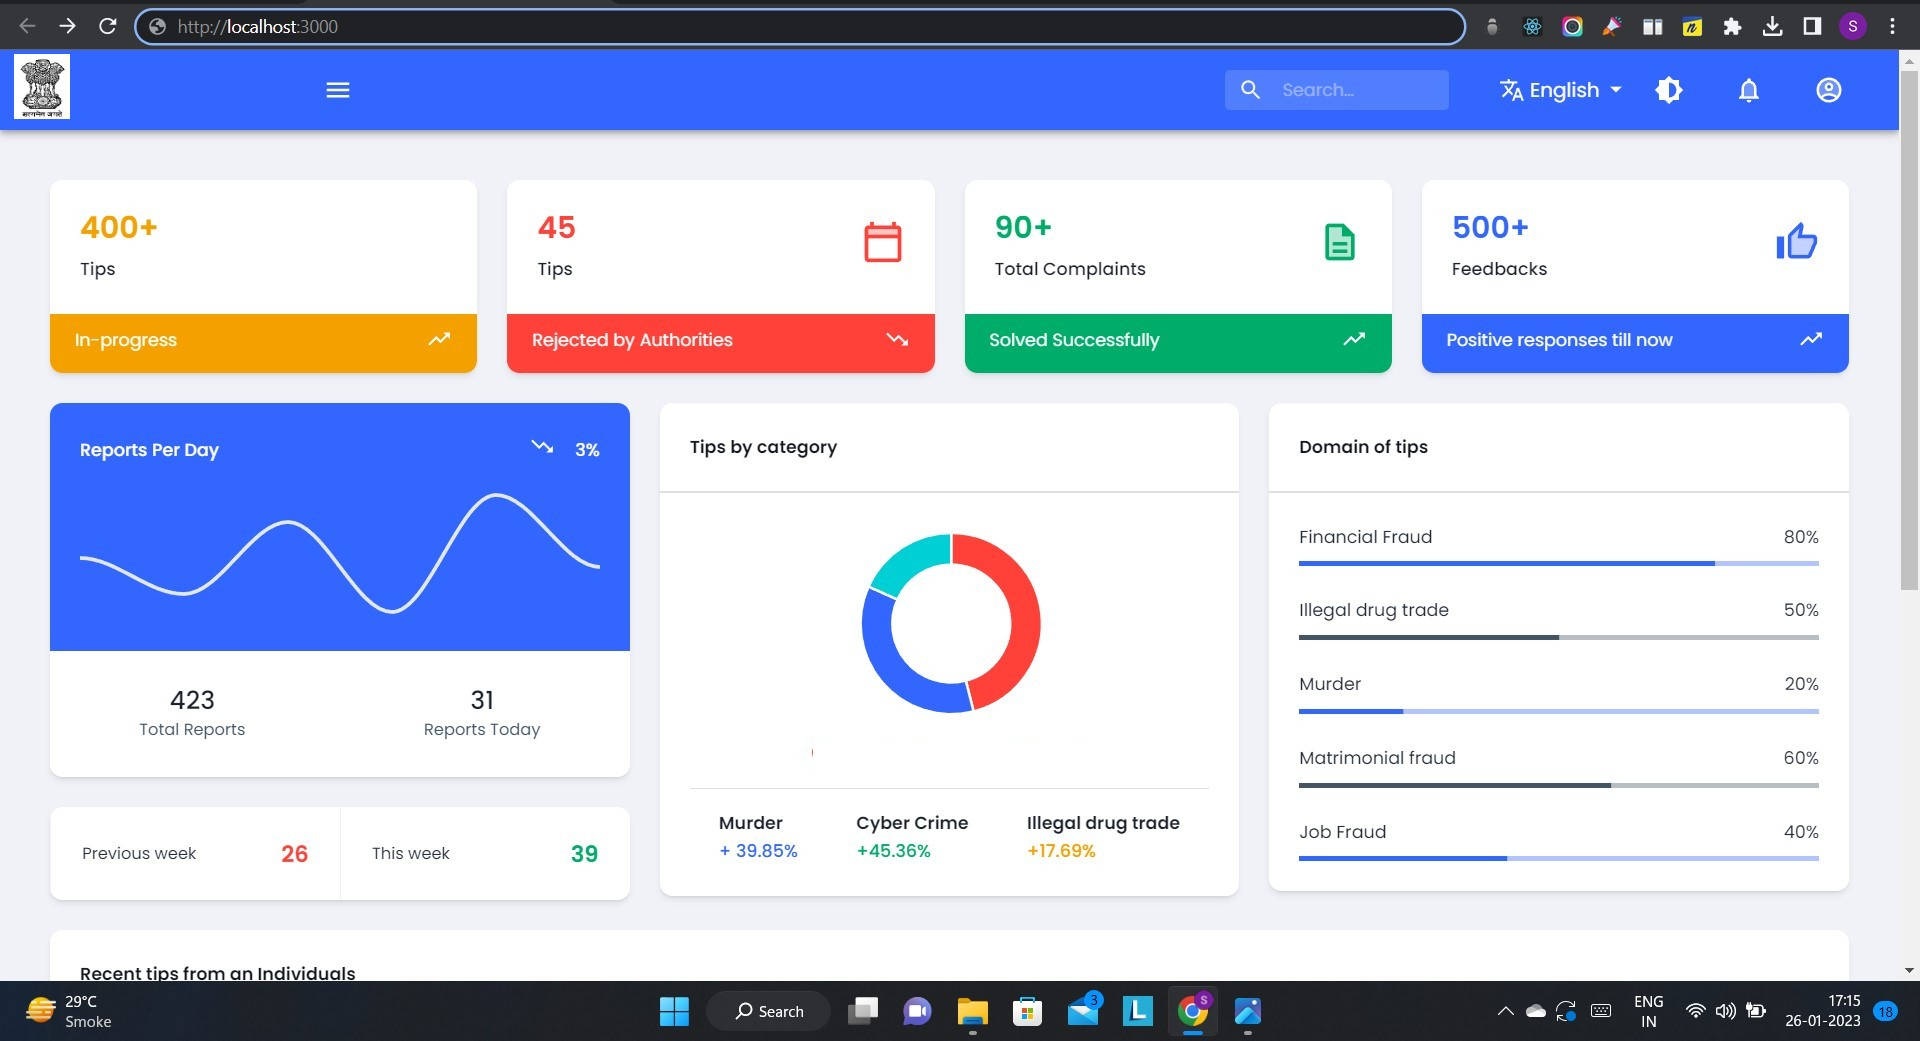 http://localhost:3000
S
n
सत्यमेव जयते
Search...
English
400+
Tips
In-progress
45
Tips
Rejected by Authorities
90+
Total Complaints
Solved Successfully
500+
Feedbacks
Positive responses till now
Reports Per Day
3%
423
Total Reports
31
Reports Today
Previous week
26
This week
39
Tips by category
Murder
+ 39.85%
Cyber Crime
+45.36%
Illegal drug trade
+17.69%
Domain of tips
Financial Fraud
80%
Illegal drug trade
50%
Murder
20%
Matrimonial fraud
60%
Job Fraud
40%
Recent tips from an Individuals
29°C
Smoke
Search
3
L
S
ENG
IN
17:15
26-01-2023
18